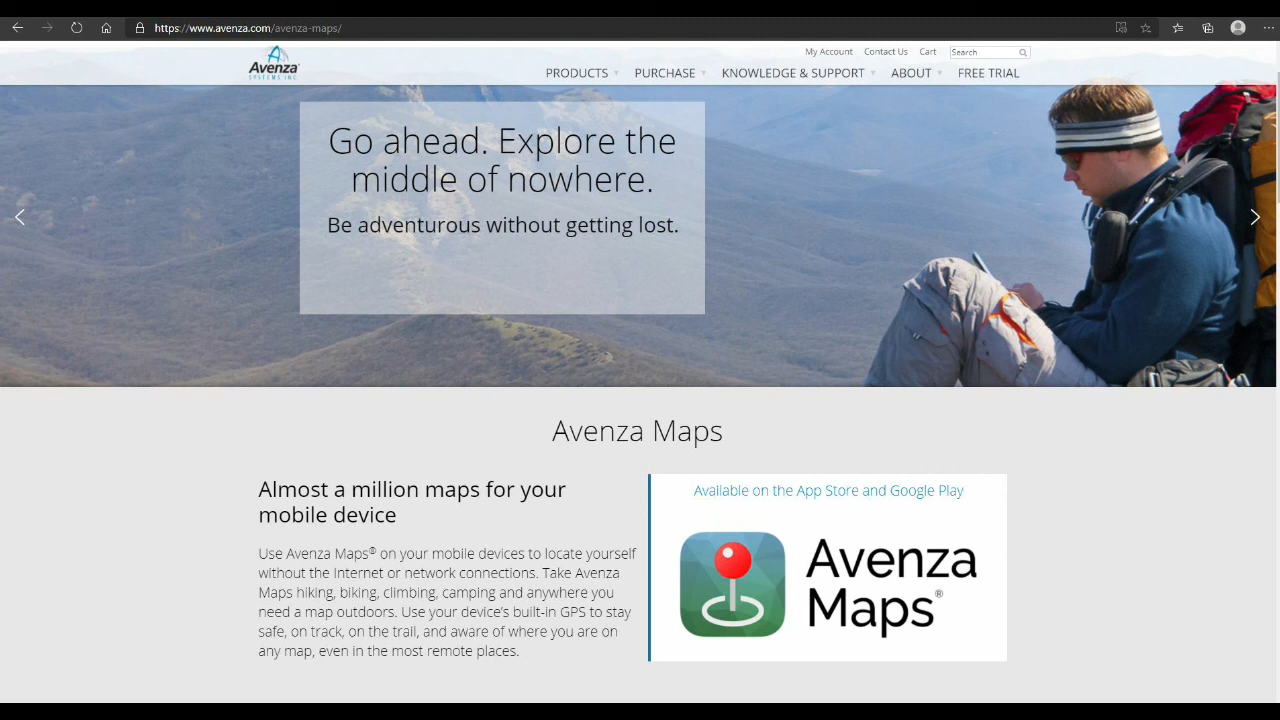 https://www.avenza.com/avenza-maps/
My Account Contact Us Cart Search
Avenza
SYSTEMS INC
PRODUCTS PURCHASE KNOWLEDGE & SUPPORT ABOUT FREE TRIAL
Go ahead. Explore the
middle of nowhere.
Be adventurous without getting lost.
Avenza Maps
Almost a million maps for your
mobile device
Use Avenza Maps® on your mobile devices to locate yourself
without the Internet or network connections. Take Avenza
Maps hiking, biking, climbing, camping and anywhere you
need a map outdoors. Use your device's built-in GPS to stay
safe, on track, on the trail, and aware of where you are on
any map, even in the most remote places.
Available on the App Store and Google Play
Avenza
Maps®